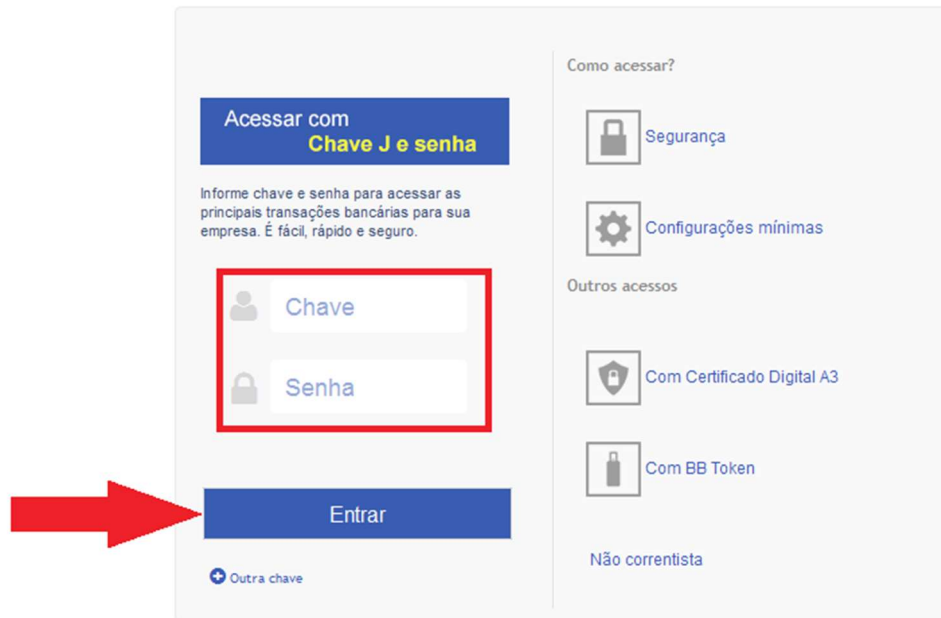 Acessar com
Chave J e senha
Informe chave e senha para acessar as
principais transações bancárias para sua
empresa. É fácil, rápido e seguro.
Chave
Senha
Entrar
Outra chave
Como acessar?
Segurança
Configurações mínimas
Outros acessos
Com Certificado Digital A3
Com BB Token
Não correntista